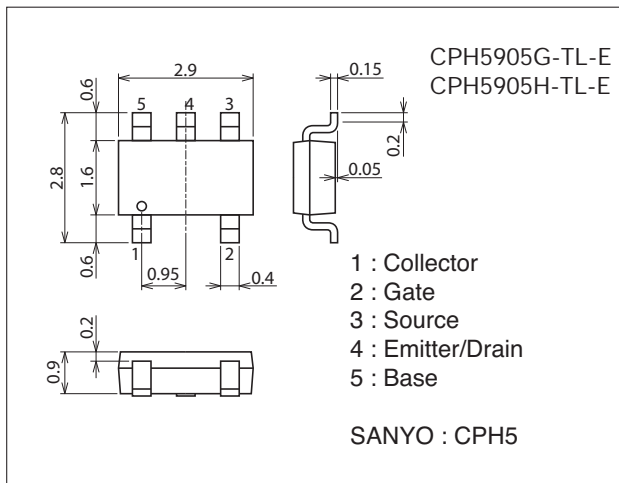 CPH5905G-TL-E
CPH5905H-TL-E
2.9
0.15
0.6
5
4
3
0.2
2.8
1.6
0.05
0.6
1
2
0.95
0.4
1 : Collector
2 : Gate
3 : Source
4 : Emitter/Drain
5 : Base
0.2
0.9
SANYO : CPH5